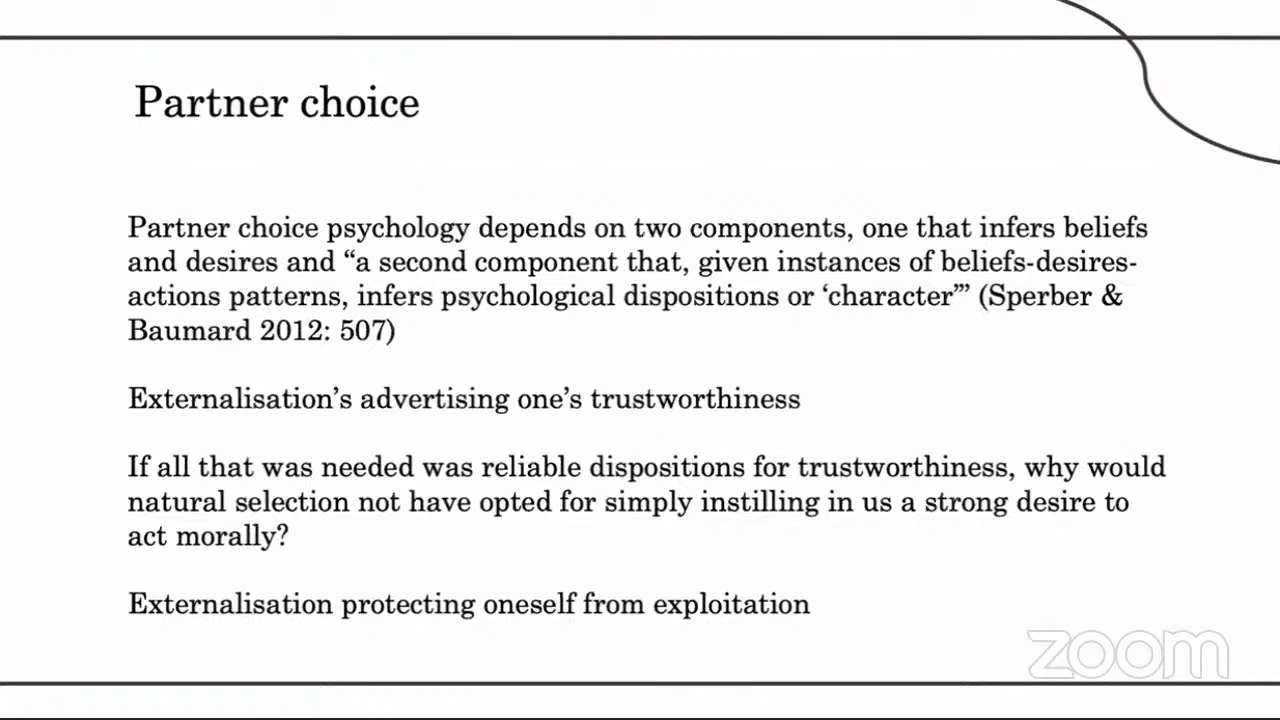 Partner choice
Partner choice psychology depends on two components, one that infers beliefs
and desires and “a second component that, given instances of beliefs-desires-
actions patterns, infers psychological dispositions or ‘character’” (Sperber &
Baumard 2012: 507)
Externalisation’s advertising one’s trustworthiness
If all that was needed was reliable dispositions for trustworthiness, why would
natural selection not have opted for simply instilling in us a strong desire to
act morally?
Externalisation protecting oneself from exploitation
zoom